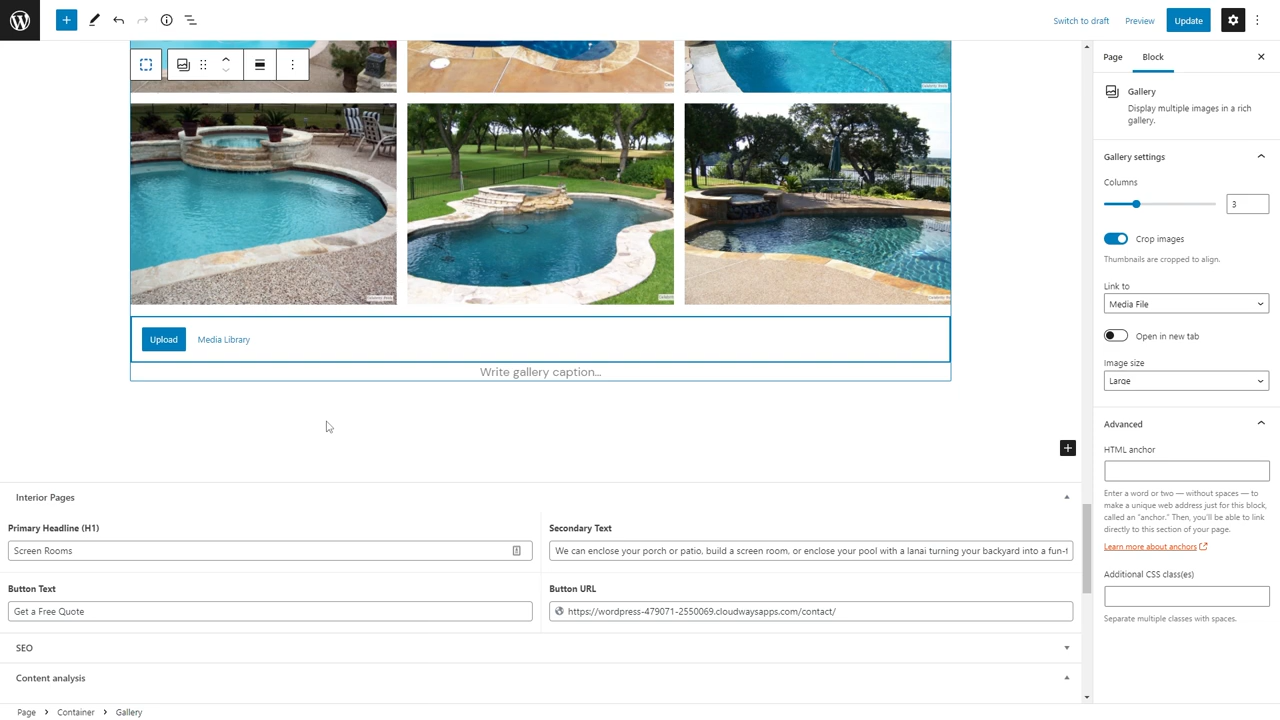 Switch to draft
Preview
Update
Page
Block
Gallery
Display multiple images in a rich
gallery.
Gallery settings
Columns
3
Crop images
Thumbnails are cropped to align.
Link to
Media File
Open in new tab
Image size
Large
Advanced
HTML anchor
Enter a word or two — without spaces — to
make a unique web address just for this block,
called an "anchor." Then, you'll be able to link
directly to this section of your page.
Learn more about anchors
Additional CSS class(es)
Separate multiple classes with spaces.
Upload
Media Library
Write gallery caption...
Interior Pages
Primary Headline (H1)
Screen Rooms
Secondary Text
We can enclose your porch or patio, build a screen room, or enclose your pool with a lanai turning your backyard into a fun-t
Button Text
Get a Free Quote
Button URL
https://wordpress-479071-2550069.cloudwaysapps.com/contact/
SEO
Content analysis
Page
Container
Gallery